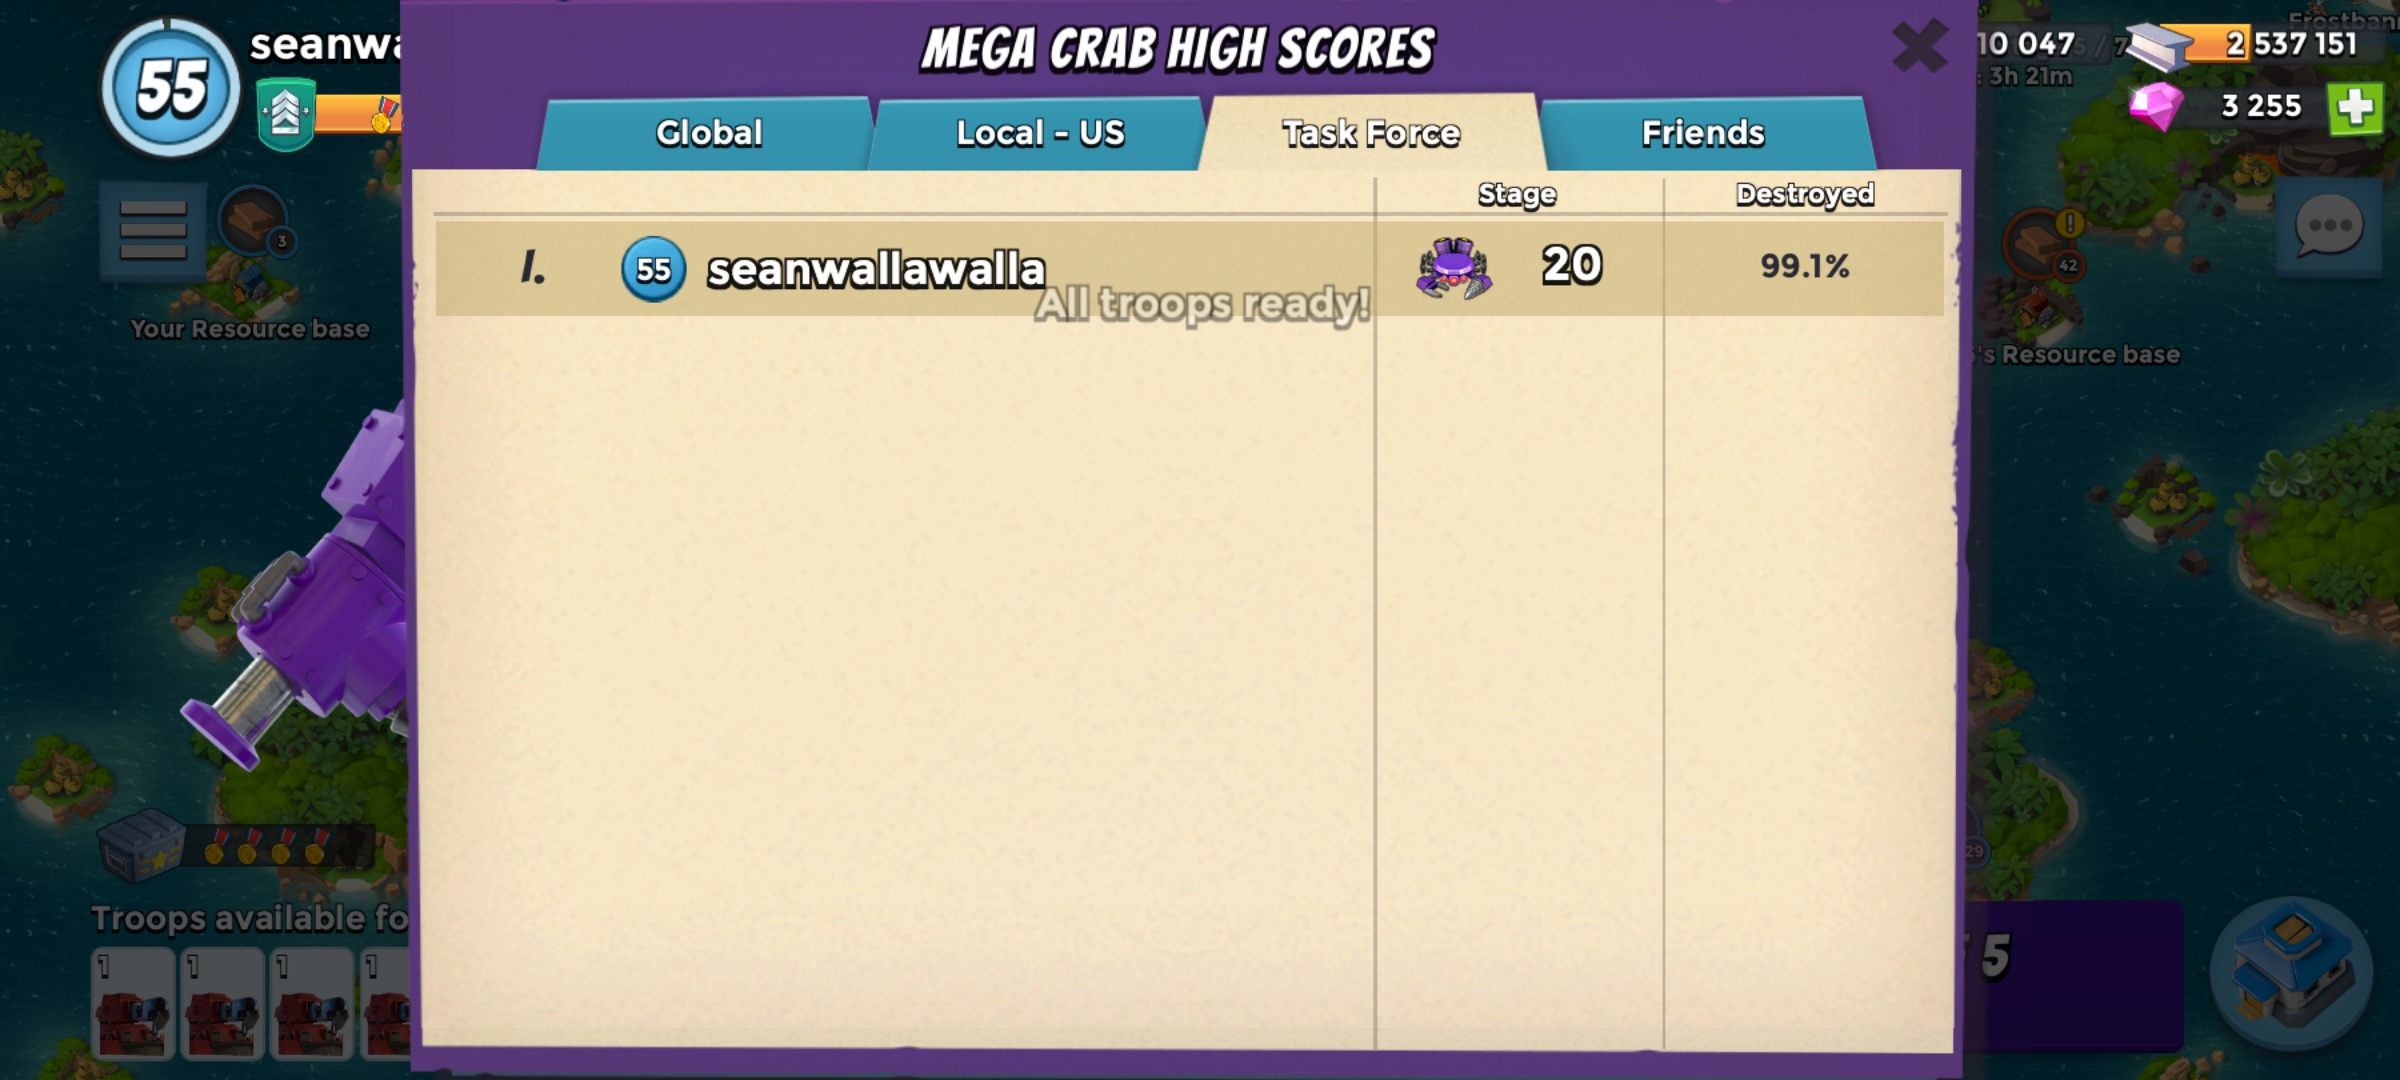 55
seanwa
MEGA CRAB HIGH SCORES
10 047
2 537 151
: 3h 21m
3 255
Global
Local - US
Task Force
Friends
Stage
Destroyed
1.
55
seanwallawalla
20
99.1%
All troops ready!
3
Your Resource base
!
42
's Resource base
29
Troops available fo
1
1
1
1
5